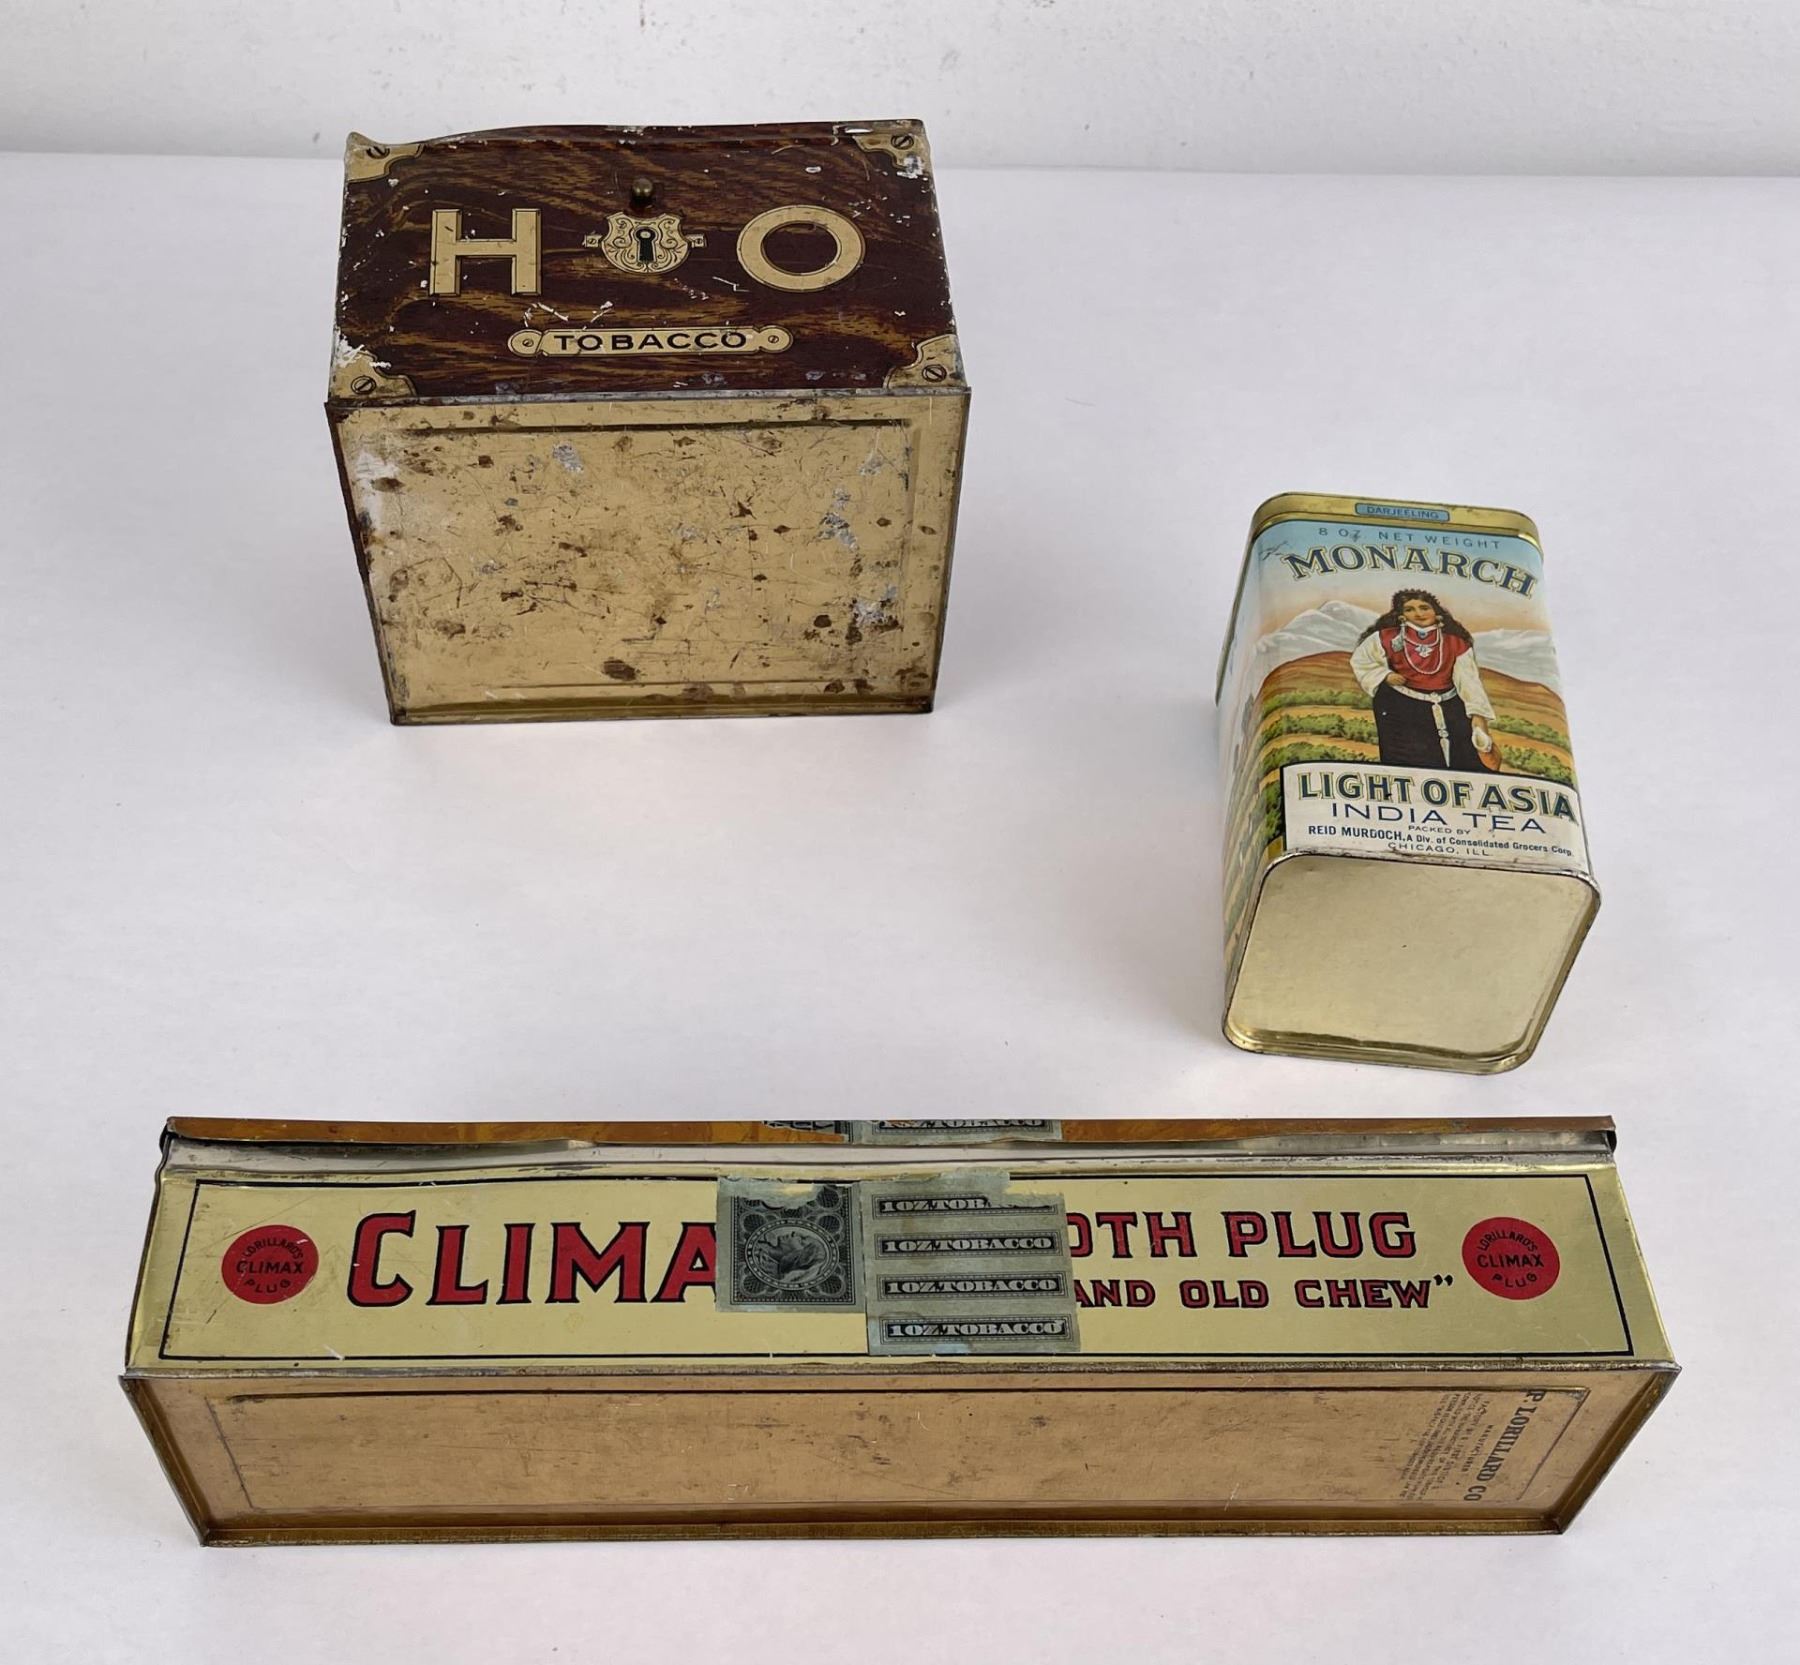 H O
TOBACCO
DARJEELING
8 OZ. NET WEIGHT
MONARCH
LIGHT OF ASIA
INDIA TEA
PACKED BY
REID MURDOCH, A Div. of Consolidated Grocers Corp.
CHICAGO, ILL.
TOBACCO
LORILLARD'S
CLIMAX
PLUG
CLIMA
OTH PLUG
AND OLD CHEW”
1 OZ. TOB
1 OZ. TOBACCO
1 OZ. TOBACCO
1 OZ. TOBACCO
LORILLARD'S
CLIMAX
PLUG
P. LORILLARD CO
MANUFACTURER